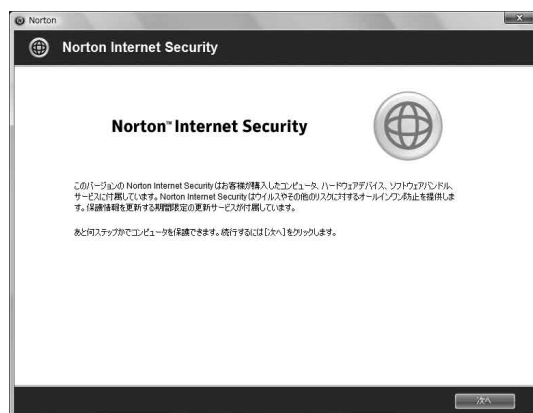 Norton
Norton Internet Security
Norton™ Internet Security
このバージョンの Norton Internet Security はお客様が購入したコンピュータ、ハードウェアデバイス、ソフトウェアバンドル、
サービスに付属しています。Norton Internet Security はウイルスやその他のリスクに対するオールインワン防止を提供しま
す。保護情報を更新する期間限定の更新サービスが付属しています。
あと何ステップかでコンピュータを保護できます。続行するには [次へ] をクリックします。
次へ